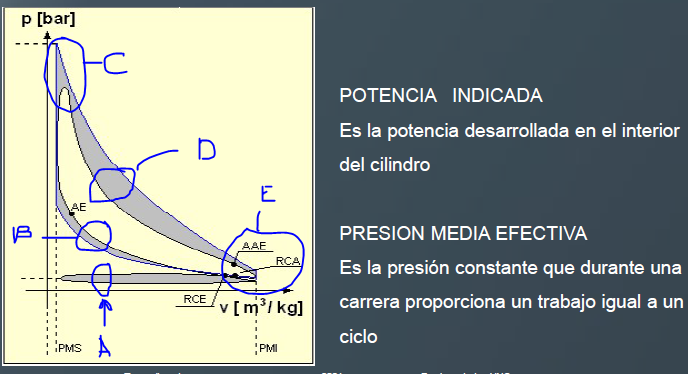 p [bar]
C
D
E
AE
B
AAE
RCA
RCE
v [ m³/ kg]
A
PMS
PMI
POTENCIA INDICADA
Es la potencia desarrollada en el interior
del cilindro
PRESION MEDIA EFECTIVA
Es la presión constante que durante una
carrera proporciona un trabajo igual a un
ciclo